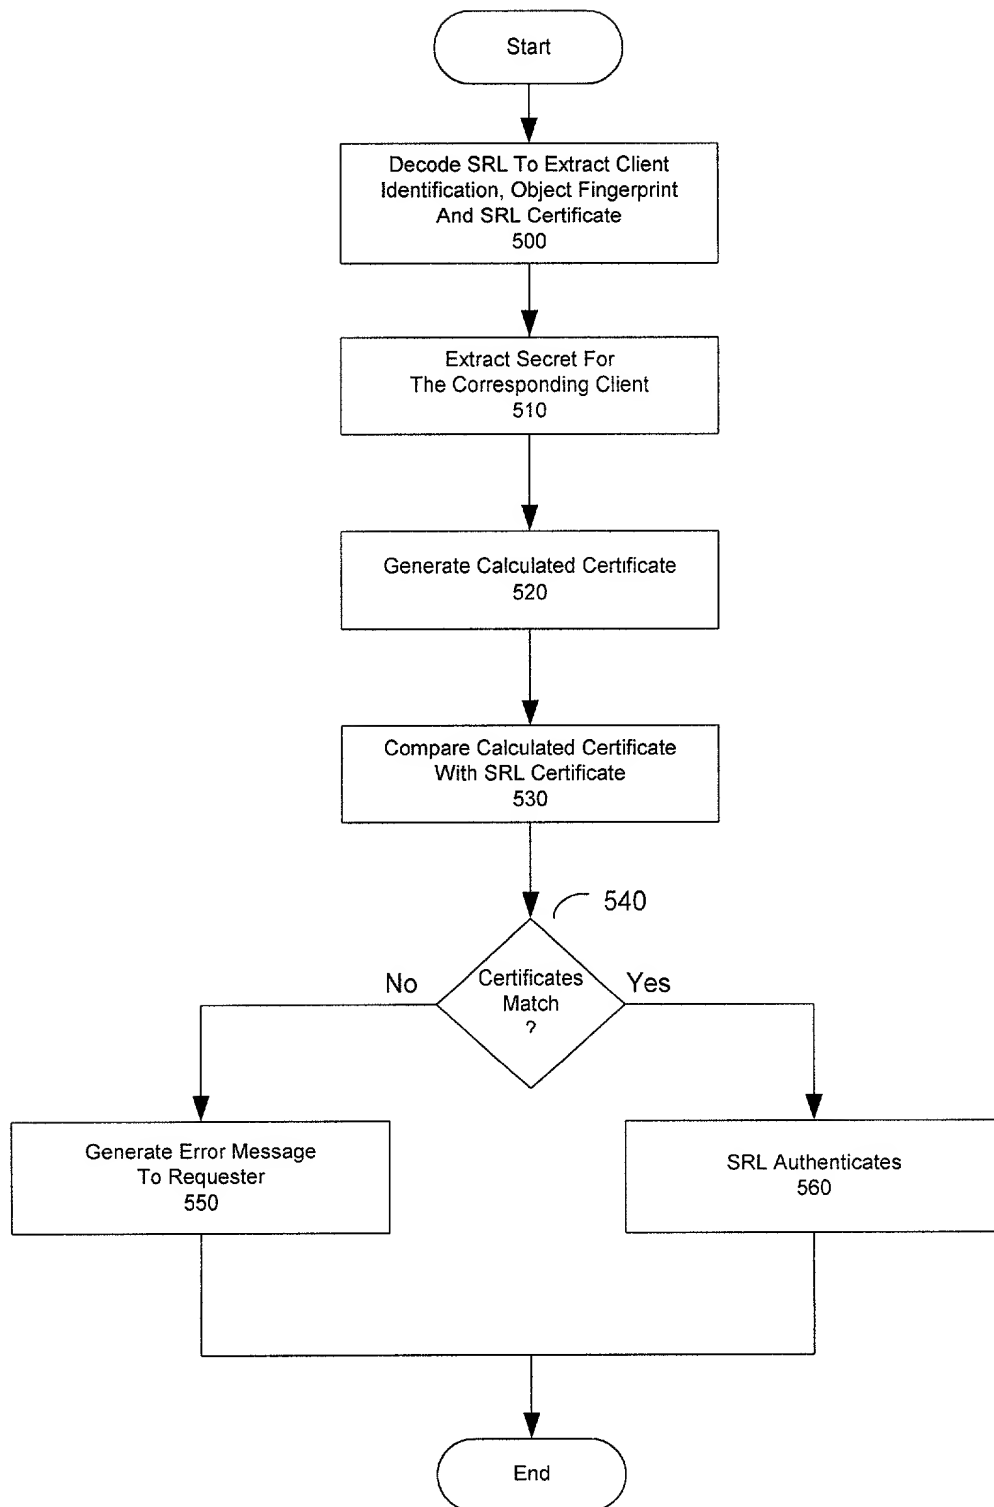 Start
Decode SRL To Extract Client
Identification, Object Fingerprint
And SRL Certificate
500
Extract Secret For
The Corresponding Client
510
Generate Calculated Certificate
520
Compare Calculated Certificate
With SRL Certificate
530
540
No
Certificates
Match
?
Yes
Generate Error Message
To Requester
550
SRL Authenticates
560
End